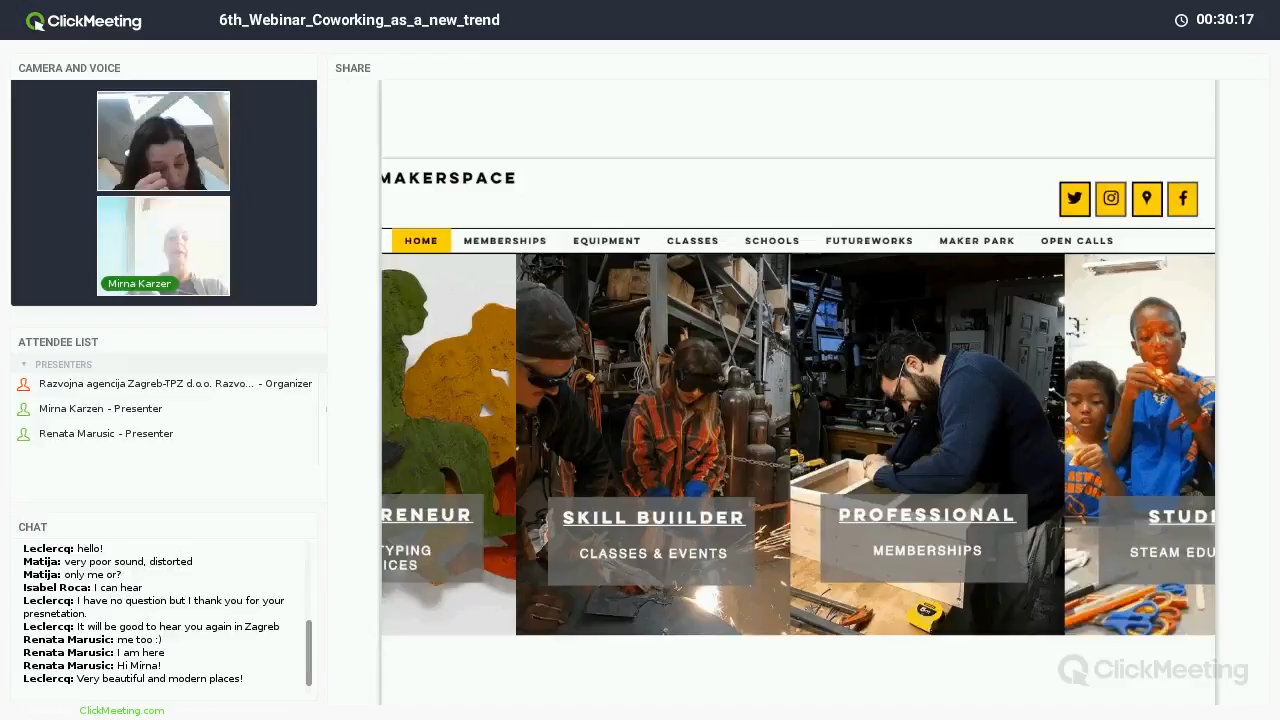 ClickMeeting
6th_Webinar_Coworking_as_a_new_trend
00:30:17
CAMERA AND VOICE
Mirna Karzer
ATTENDEE LIST
PRESENTERS
Razvojna agencija Zagreb-TPZ d.o.o. Razvo... - Organizer
Mirna Karzen - Presenter
Renata Marusic - Presenter
CHAT
Leclercq: hello!
Matija: very poor sound, distorted
Matija: only me or?
Isabel Roca: I can hear
Leclercq: I have no question but I thank you for your
presnetation.
Leclercq: It will be good to hear you again in Zagreb
Renata Marusic: me too :)
Renata Marusic: I am here
Renata Marusic: Hi Mirna!
Leclercq: Very beautiful and modern places!
ClickMeeting.com
SHARE
MAKERSPACE
HOME MEMBERSHIPS EQUIPMENT CLASSES SCHOOLS FUTUREWORKS MAKER PARK OPEN CALLS
RENEUR
TYPING
ICES
SKILL BUIILDER
CLASSES & EVENTS
PROFESSIONAL
MEMBERSHIPS
STUD
STEAM EDU
ClickMeeting